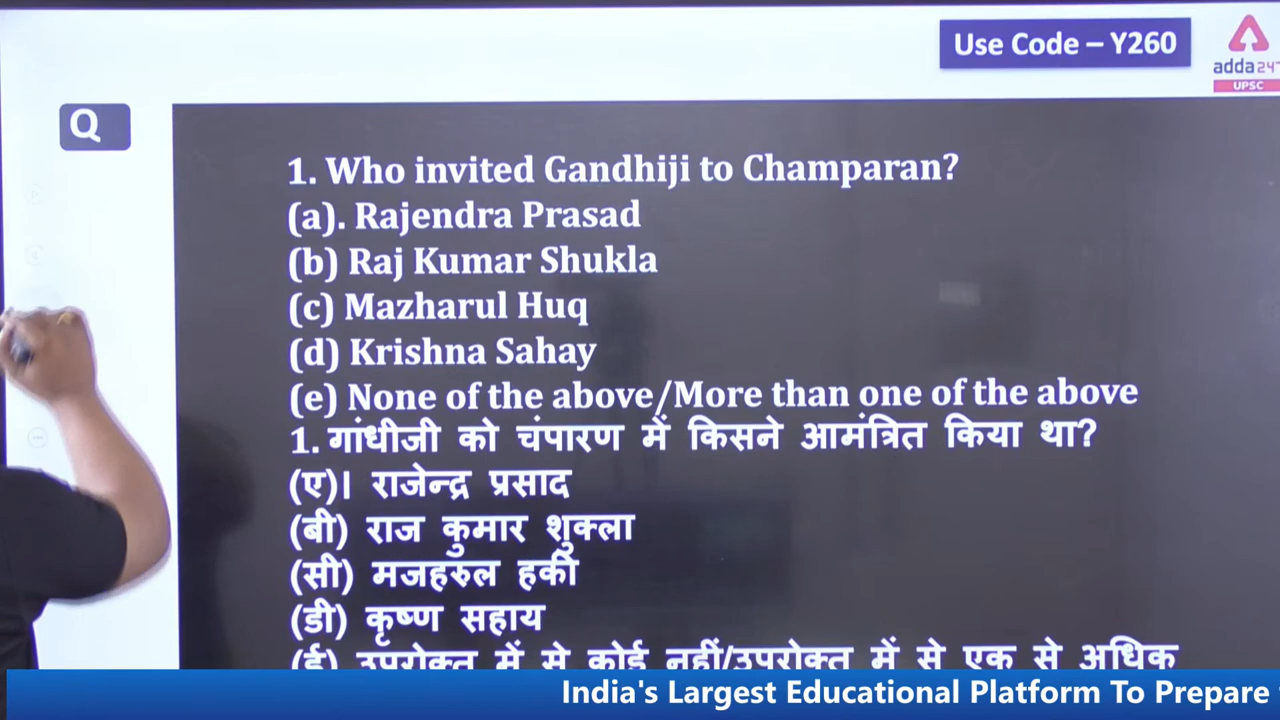 Use Code – Y260
adda247
UPSC
Q
1. Who invited Gandhiji to Champaran?
(a). Rajendra Prasad
(b) Raj Kumar Shukla
(c) Mazharul Huq
(d) Krishna Sahay
(e) None of the above/More than one of the above
1. गांधीजी को चंपारण में किसने आमंत्रित किया था?
(ए)। राजेन्द्र प्रसाद
(बी) राज कुमार शुक्ला
(सी) मजहरुल हकी
(डी) कृष्ण सहाय
(ई) उपरोक्त में से कोई नहीं/उपरोक्त में से एक से अधिक
India's Largest Educational Platform To Prepare